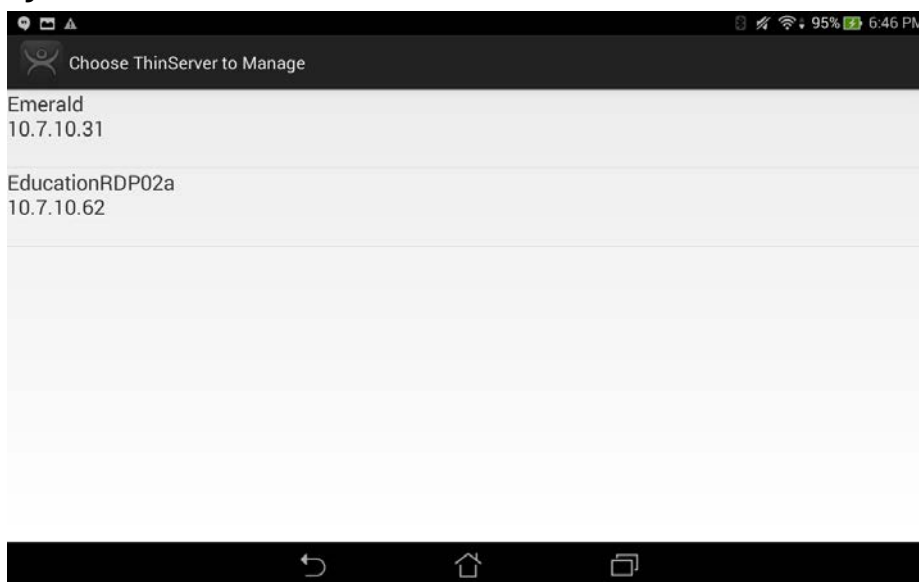 95% 6:46 PM
Choose ThinServer to Manage
Emerald
10.7.10.31
EducationRDP02a
10.7.10.62